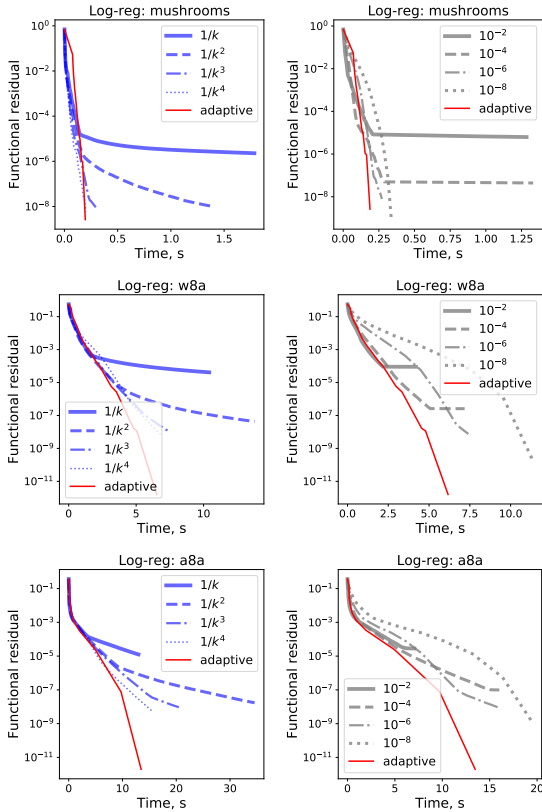 Log-reg: mushrooms
Functional residual
10^0
10^-2
10^-4
10^-6
10^-8
1/k
1/k^2
1/k^3
1/k^4
adaptive
0.0 0.5 1.0 1.5
Time, s
Log-reg: mushrooms
Functional residual
10^0
10^-2
10^-4
10^-6
10^-8
10^-2
10^-4
10^-6
10^-8
adaptive
0.00 0.25 0.50 0.75 1.00 1.25
Time, s
Log-reg: w8a
Functional residual
10^-1
10^-3
10^-5
10^-7
10^-9
10^-11
1/k
1/k^2
1/k^3
1/k^4
adaptive
0 5 10
Time, s
Log-reg: w8a
Functional residual
10^-1
10^-3
10^-5
10^-7
10^-9
10^-11
10^-2
10^-4
10^-6
10^-8
adaptive
0.0 2.5 5.0 7.5 10.0
Time, s
Log-reg: a8a
Functional residual
10^-1
10^-3
10^-5
10^-7
10^-9
10^-11
1/k
1/k^2
1/k^3
1/k^4
adaptive
0 10 20 30
Time, s
Log-reg: a8a
Functional residual
10^-1
10^-3
10^-5
10^-7
10^-9
10^-11
10^-2
10^-4
10^-6
10^-8
adaptive
0 5 10 15 20
Time, s